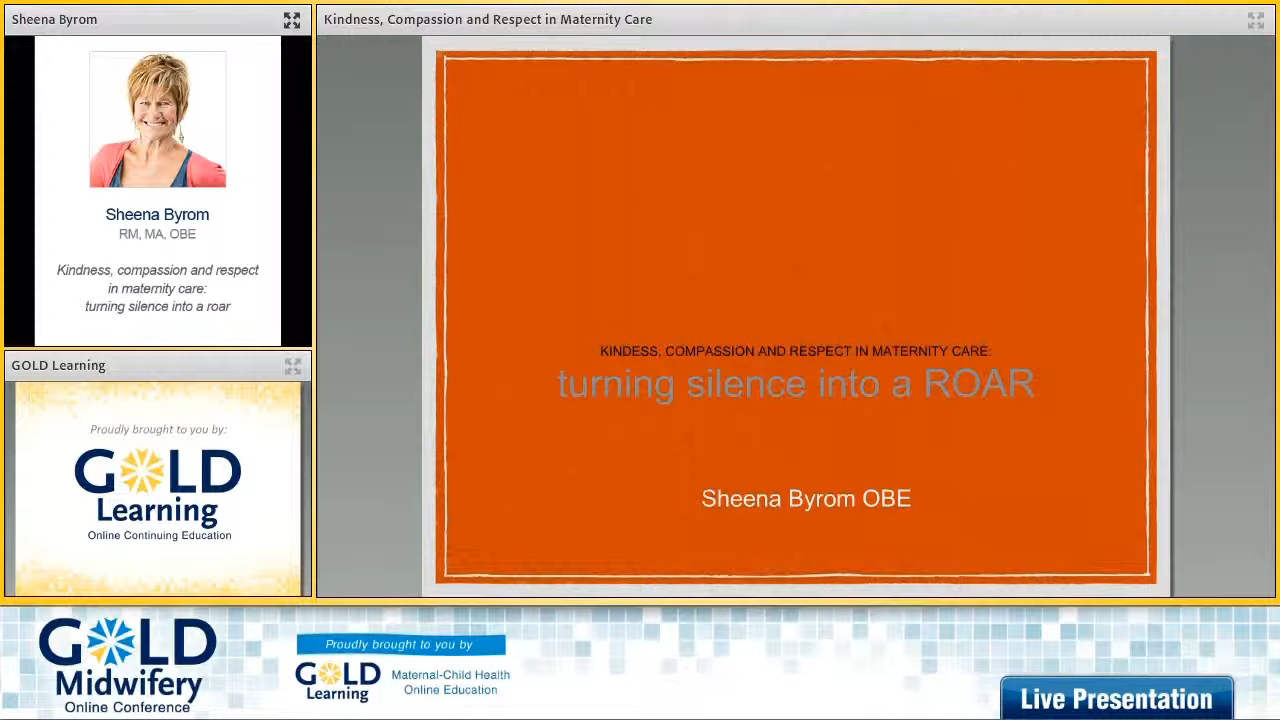 Sheena Byrom
Sheena Byrom
RM, MA, OBE
Kindness, compassion and respect
in maternity care:
turning silence into a roar
GOLD Learning
Proudly brought to you by:
GOLD
Learning
Online Continuing Education
Kindness, Compassion and Respect in Maternity Care
KINDESS, COMPASSION AND RESPECT IN MATERNITY CARE:
turning silence into a ROAR
Sheena Byrom OBE
GOLD
Midwifery
Online Conference
Proudly brought to you by
GOLD
Learning
Maternal-Child Health
Online Education
Live Presentation